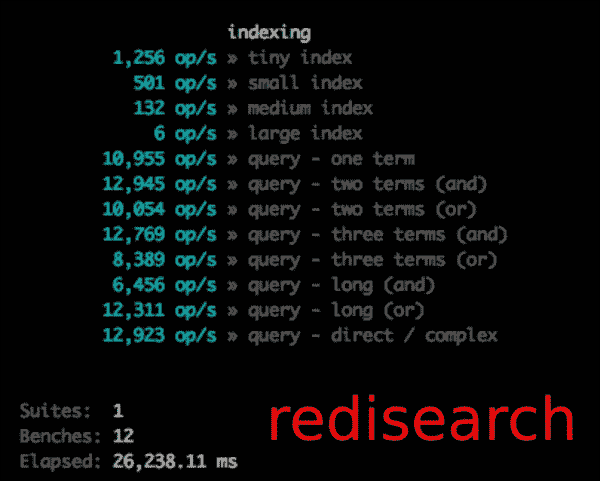 indexing
1,256 op/s » tiny index
501 op/s » small index
132 op/s » medium index
6 op/s » large index
10,955 op/s » query - one term
12,945 op/s » query - two terms (and)
10,054 op/s » query - two terms (or)
12,769 op/s » query - three terms (and)
8,389 op/s » query - three terms (or)
6,456 op/s » query - long (and)
12,311 op/s » query - long (or)
12,923 op/s » query - direct / complex
Suites: 1
Benches: 12
Elapsed: 26,238.11 ms
redisearch